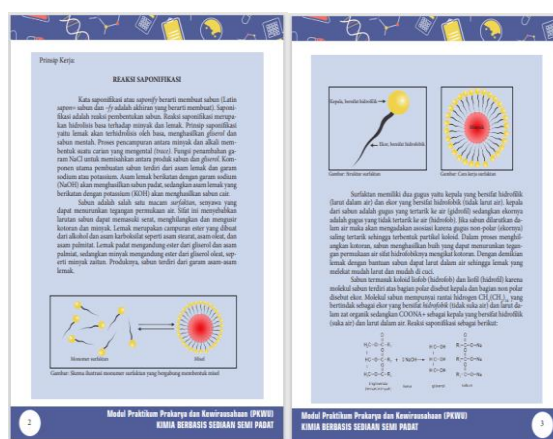 Prinsip Kerja:
REAKSI SAPONIFIKASI
Kata saponifikasi atau saponify berarti membuat sabun (Latin
sapon= sabun dan -fy adalah akhiran yang berarti membuat). Saponi-
fikasi adalah reaksi pembentukan sabun. Reaksi saponifikasi merupa-
kan hidrolisis basa terhadap minyak dan lemak. Prinsip saponifikasi
yaitu lemak akan terhidrolisis oleh basa, menghasilkan gliserol dan
sabun mentah. Proses pencampuran antara minyak dan alkali mem-
bentuk suatu cairan yang mengental (trace). Fungsi penambahan ga-
ram NaCl untuk memisahkan antara produk sabun dan gliserol. Kom-
ponen utama pembuatan sabun terdiri dari asam lemak dan garam
sodium atau potassium. Asam lemak berikatan dengan garam sodium
(NaOH) akan menghasilkan sabun padat, sedangkan asam lemak yang
berikatan dengan potassium (KOH) akan menghasilkan sabun cair.
Sabun adalah salah satu macam surfaktan, senyawa yang
dapat menurunkan tegangan permukaan air. Sifat ini menyebabkan
larutan sabun dapat memasuki serat, menghilangkan dan mengusir
kotoran dan minyak. Lemak merupakan campuran ester yang dibuat
dari alkohol dan asam karboksilat seperti asam stearat, asam oleat, dan
asam palmitat. Lemak padat mengandung ester dari gliserol dan asam
palmitat, sedangkan minyak mengandung ester dari gliserol oleat, sep-
erti minyak zaitun. Produknya, sabun terdiri dari garam asam-asam
lemak.
Monomer surfaktan
Misel
Gambar: Skema ilustrasi monomer surfaktan yang bergabung membentuk misel
2
Modul Praktikum Prakarya dan Kewirausahaan (PKWU)
KIMIA BERBASIS SEDIAAN SEMI PADAT
Kepala, bersifat hidrofilik
Ekor, bersifat hidrofobik
Gambar: Struktur surfaktan
Gambar: Cara kerja surfaktan
Surfaktan memiliki dua gugus yaitu kepala yang bersifat hidrofilik
(larut dalam air) dan ekor yang bersifat hidrofobik (tidak larut air). kepala
dari sabun adalah gugus yang tertarik ke air (gidrofil) sedangkan ekornya
adalah gugus yang tidak tertarik ke air (hidrofob). Jika sabun dilarutkan da-
lam air maka akan mengadakan asosiasi karena gugus non-polar (ekornya)
saling tertarik sehingga terbentuk partikel koloid. Dalam proses menghil-
angkan kotoran, sabun menghasilkan buih yang dapat menurunkan tegan-
gan permukaan air sifat hidrofobiknya mengikat kotoran. Dengan demikian
lemak dengan bantuan sabun dapat larut dalam air sehingga lemak yang
melekat mudah larut dan mudah di cuci.
Sabun termasuk koloid liofob (hidrofob) dan liofil (hidrofil) karena
molekul sabun terdiri atas bagian polar disebut kepala dan bagian non polar
disebut ekor. Molekul sabun mempunyai rantai hidrogen CH3(CH2)16 yang
bertindak sebagai ekor yang bersifat hidrofobik (tidak suka air) dan larut da-
lam zat organik sedangkan COONA+ sebagai kepala yang bersifat hidrofilik
(suka air) dan larut dalam air. Reaksi saponifikasi sebagai berikut:
Modul Praktikum Prakarya dan Kewirausahaan (PKWU)
KIMIA BERBASIS SEDIAAN SEMI PADAT
3